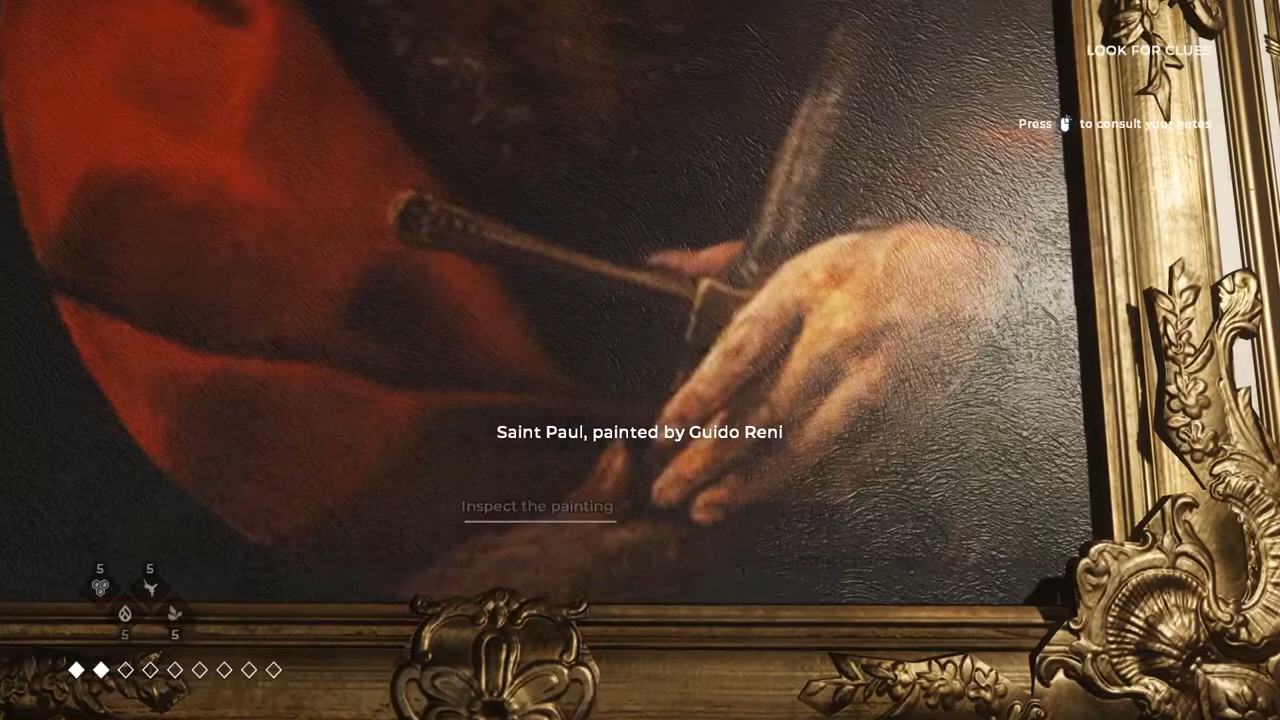 LOOK FOR CLUES
Press to consult your notes
Saint Paul, painted by Guido Reni
Inspect the painting
5 5
5 5